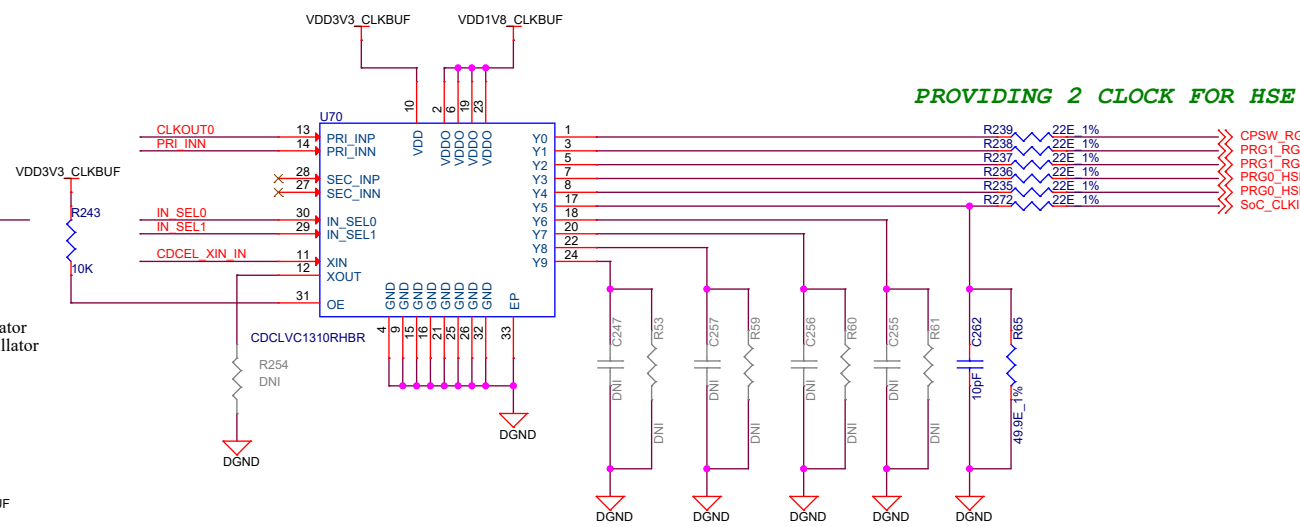 VDD3V3_CLKBUF
VDD1V8_CLKBUF
PROVIDING 2 CLOCK FOR HSE
U70
10
2
6
19
23
VDD
VDDO
VDDO
VDDO
VDDO
CLKOUT0
13
PRI_INP
PRI_INN
14
PRI_INN
28
SEC_INP
27
SEC_INN
IN_SEL0
30
IN_SEL0
IN_SEL1
29
IN_SEL1
CDCEL_XIN_IN
11
XIN
12
XOUT
31
OE
VDD3V3_CLKBUF
R243
10K
Y0
1
R239
22E_1%
Y1
3
R238
22E_1%
Y2
5
R237
22E_1%
Y3
7
R236
22E_1%
Y4
8
R235
22E_1%
Y5
17
R272
22E_1%
Y6
18
Y7
20
Y8
22
Y9
24
CPSW_RG
PRG1_RG
PRG1_RG
PRG0_HS
PRG0_HS
SoC_CLKI
GND
GND
GND
GND
GND
GND
GND
GND
EP
4
9
15
16
21
25
26
32
33
CDCLVC1310RHBR
ator
llator
R254
DNI
DGND
DGND
C247
DNI
R53
DNI
C257
DNI
R59
DNI
C256
DNI
R60
DNI
C255
DNI
R61
DNI
C262
10pF
R65
49.9E_1%
DGND
DGND
DGND
DGND
DGND
UF